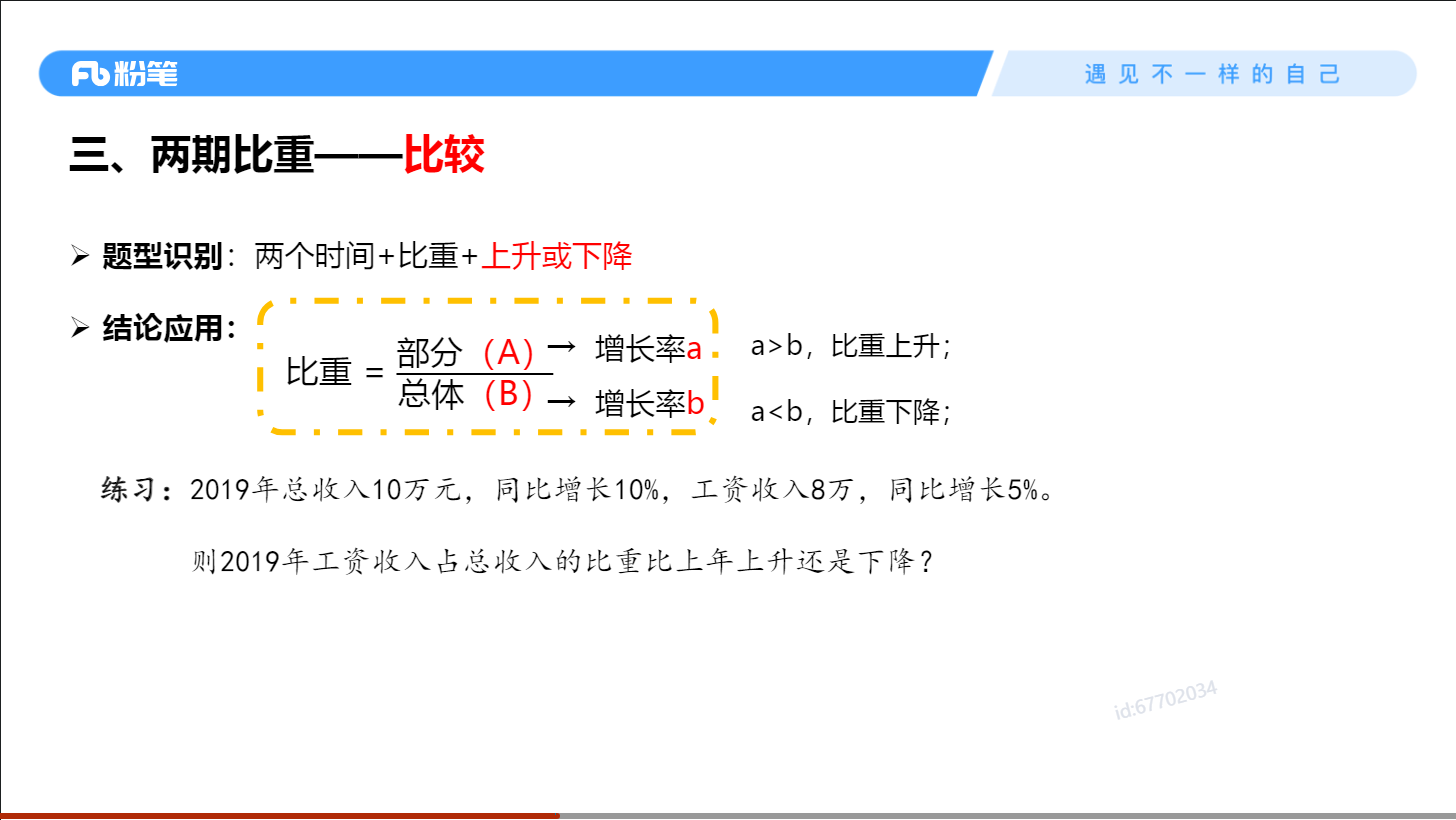 粉笔
遇见不一样的自己
三、两期比重——比较
➢ 题型识别：两个时间+比重+上升或下降
➢ 结论应用：
比重 = 部分（A）→ 增长率a
总体（B）→ 增长率b
a>b，比重上升；
a<b，比重下降；
练习：2019年总收入10万元，同比增长10%，工资收入8万，同比增长5%。
则2019年工资收入占总收入的比重比上年上升还是下降？
id:67702034